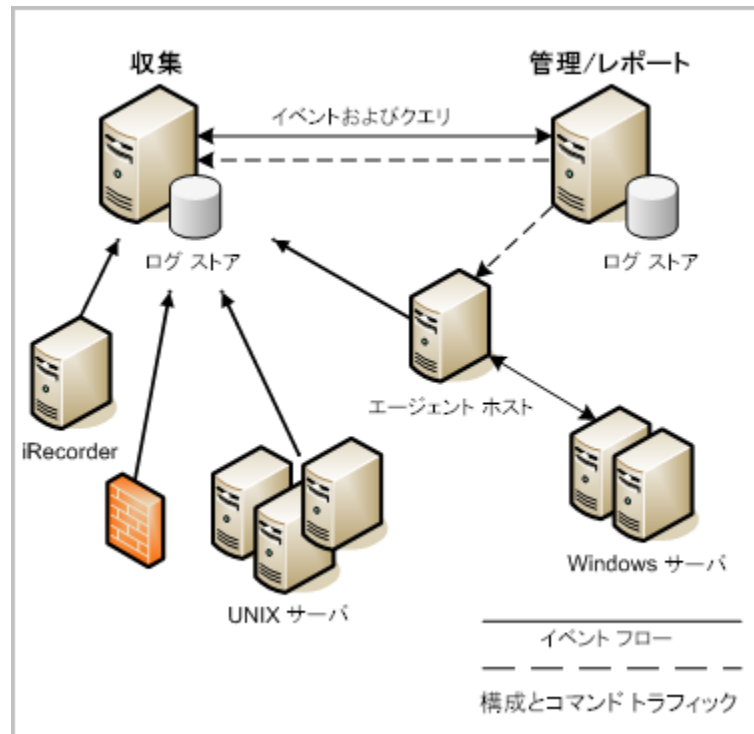 収集
管理/レポート
イベントおよびクエリ
ログ ストア
ログ ストア
エージェント ホスト
iRecorder
Windows サーバ
UNIX サーバ
イベント フロー
構成とコマンド トラフィック